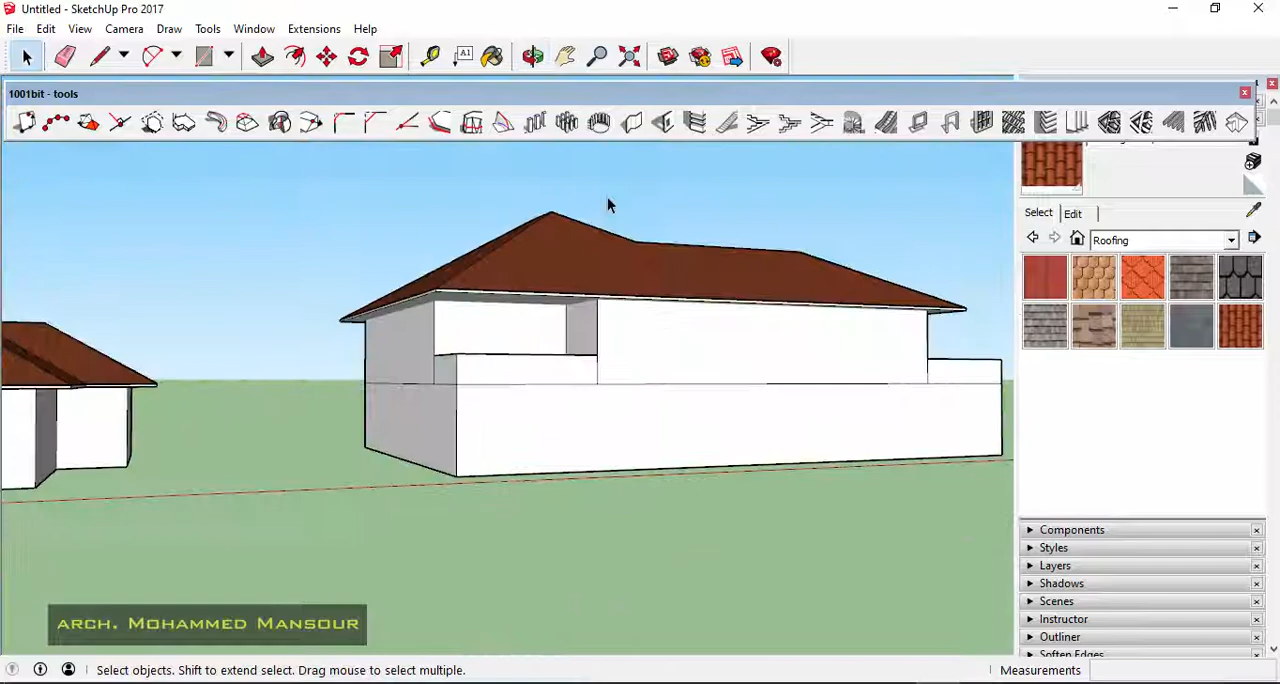 Untitled - SketchUp Pro 2017
File Edit View Camera Draw Tools Window Extensions Help
A1
1001bit - tools
Select Edit
Roofing
Components
Styles
Layers
Shadows
Scenes
Instructor
Outliner
Soften Edges
ARCH. MOHAMMED MANSOUR
Select objects. Shift to extend select. Drag mouse to select multiple.
Measurements